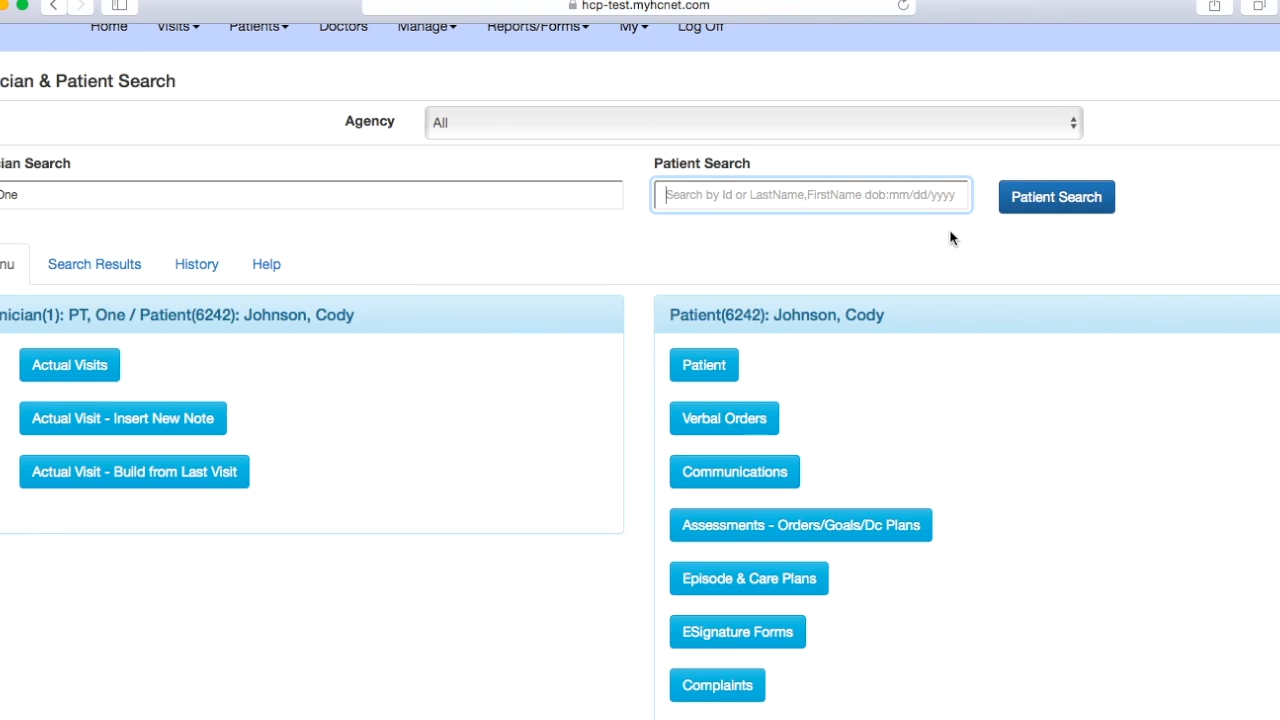 hcp-test.myhcnet.com
Home Visits Patients Doctors Manage Reports/Forms My Log Off
cian & Patient Search
Agency All
ian Search Patient Search
One Search by Id or LastName,FirstName dob:mm/dd/yyyy Patient Search
nu Search Results History Help
nician(1): PT, One / Patient(6242): Johnson, Cody
Actual Visits
Actual Visit - Insert New Note
Actual Visit - Build from Last Visit
Patient(6242): Johnson, Cody
Patient
Verbal Orders
Communications
Assessments - Orders/Goals/Dc Plans
Episode & Care Plans
ESignature Forms
Complaints